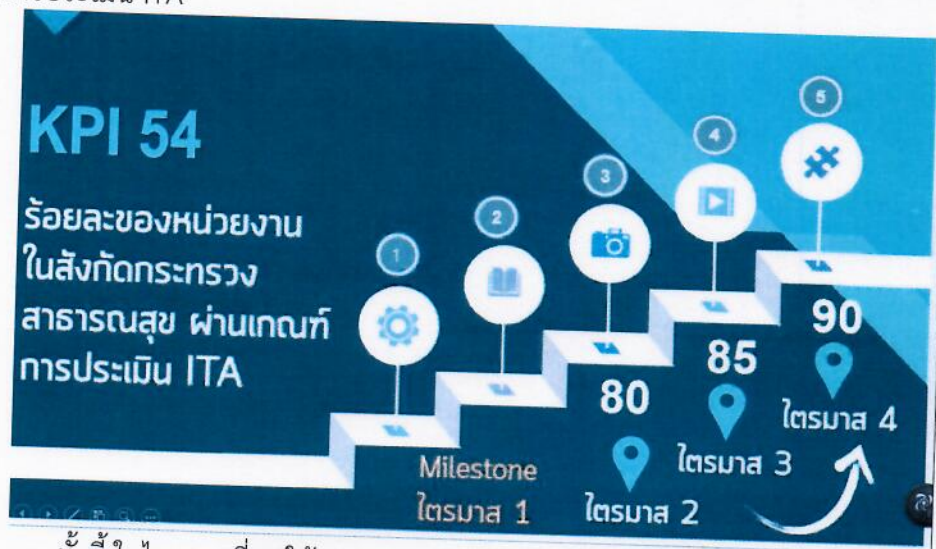 KPI 54
ร้อยละของหน่วยงาน
ในสังกัดกระทรวง
สาธารณสุข ผ่านเกณฑ์
การประเมิน ITA
1
2
3
4
5
80
85
90
Milestone
ไตรมาส 1
ไตรมาส 2
ไตรมาส 3
ไตรมาส 4